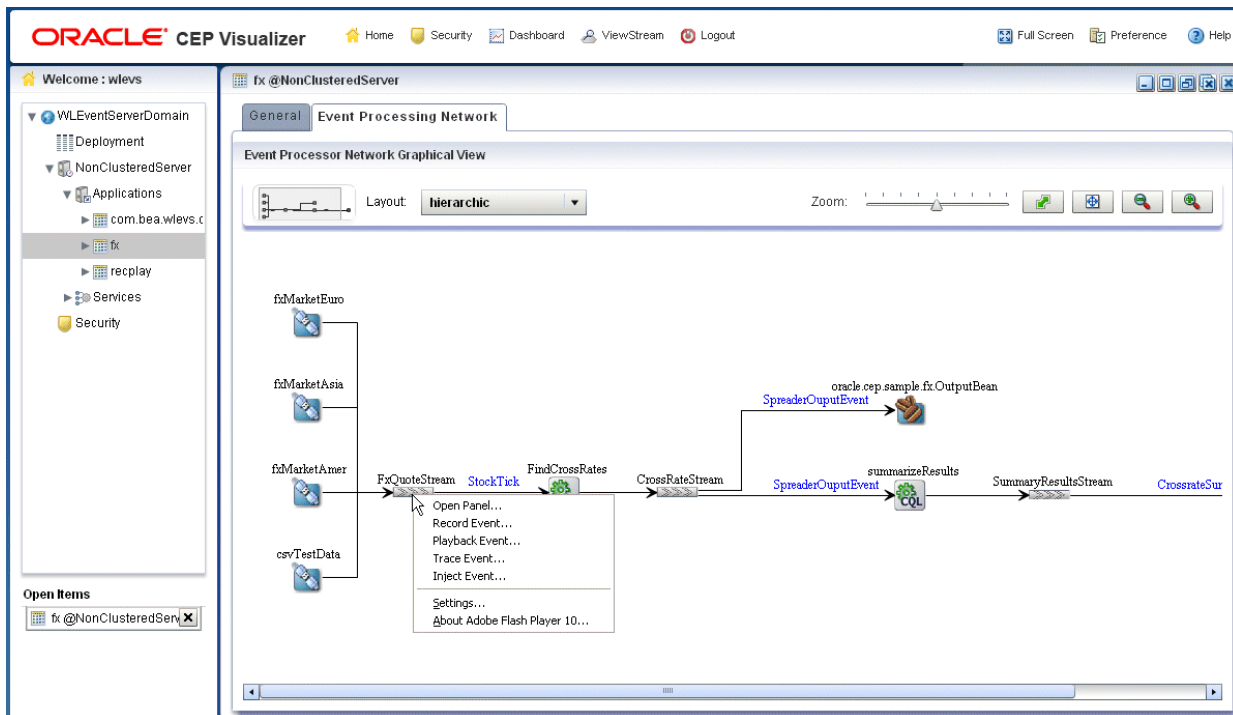 ORACLE CEP Visualizer
Home Security Dashboard ViewStream Logout
Full Screen Preference Help
Welcome : wlevs
WLEventServerDomain
Deployment
NonClusteredServer
Applications
com.bea.wlevs.c
fx
recplay
Services
Security
Open Items
fx @NonClusteredServ
fx @NonClusteredServer
General Event Processing Network
Event Processor Network Graphical View
Layout: hierarchic
Zoom:
fxMarketEuro
fxMarketAsia
fxMarketAmer
csvTestData
FxQuoteStream
StockTick
FindCrossRates
CrossRateStream
SpreaderOuputEvent
oracle.cep.sample.fx.OutputBean
SpreaderOuputEvent
summarizeResults
CQL
SummaryResultsStream
CrossrateSur
Open Panel...
Record Event...
Playback Event...
Trace Event...
Inject Event...
Settings...
About Adobe Flash Player 10...